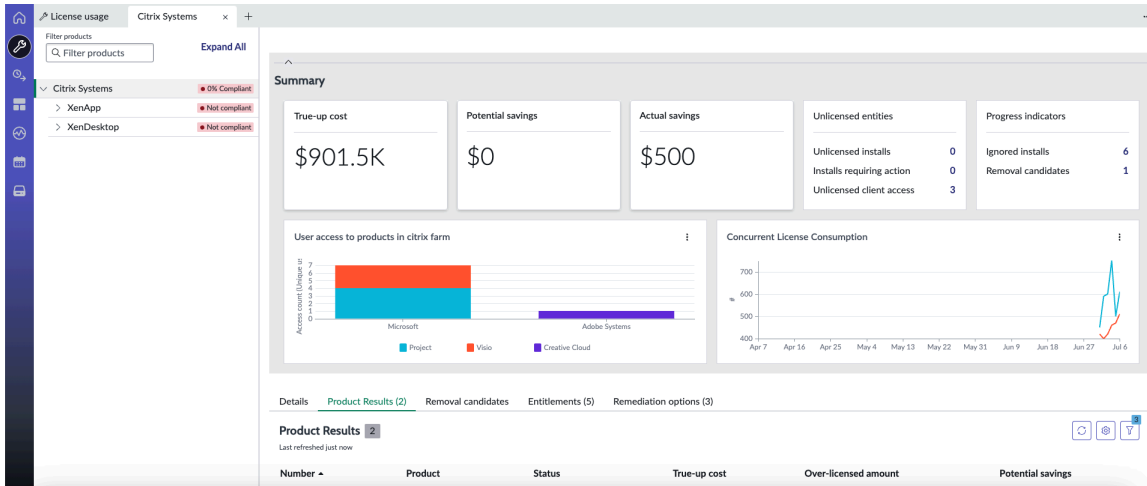 License usage
Citrix Systems × +
Filter products
Filter products
Expand All
Citrix Systems
0% Compliant
XenApp
Not compliant
XenDesktop
Not compliant
Summary
True-up cost
$901.5K
Potential savings
$0
Actual savings
$500
Unlicensed entities
Unlicensed installs 0
Installs requiring action 0
Unlicensed client access 3
Progress indicators
Ignored installs 6
Removal candidates 1
User access to products in citrix farm
Access count (Unique us
7
6
5
4
3
2
1
0
Microsoft Adobe Systems
Project Visio Creative Cloud
Concurrent License Consumption
#
700
600
500
400
Apr 7 Apr 16 Apr 25 May 4 May 13 May 22 May 31 Jun 9 Jun 18 Jun 27 Jul 6
Details Product Results (2) Removal candidates Entitlements (5) Remediation options (3)
Product Results 2
3
Last refreshed just now
Number Product Status True-up cost Over-licensed amount Potential savings